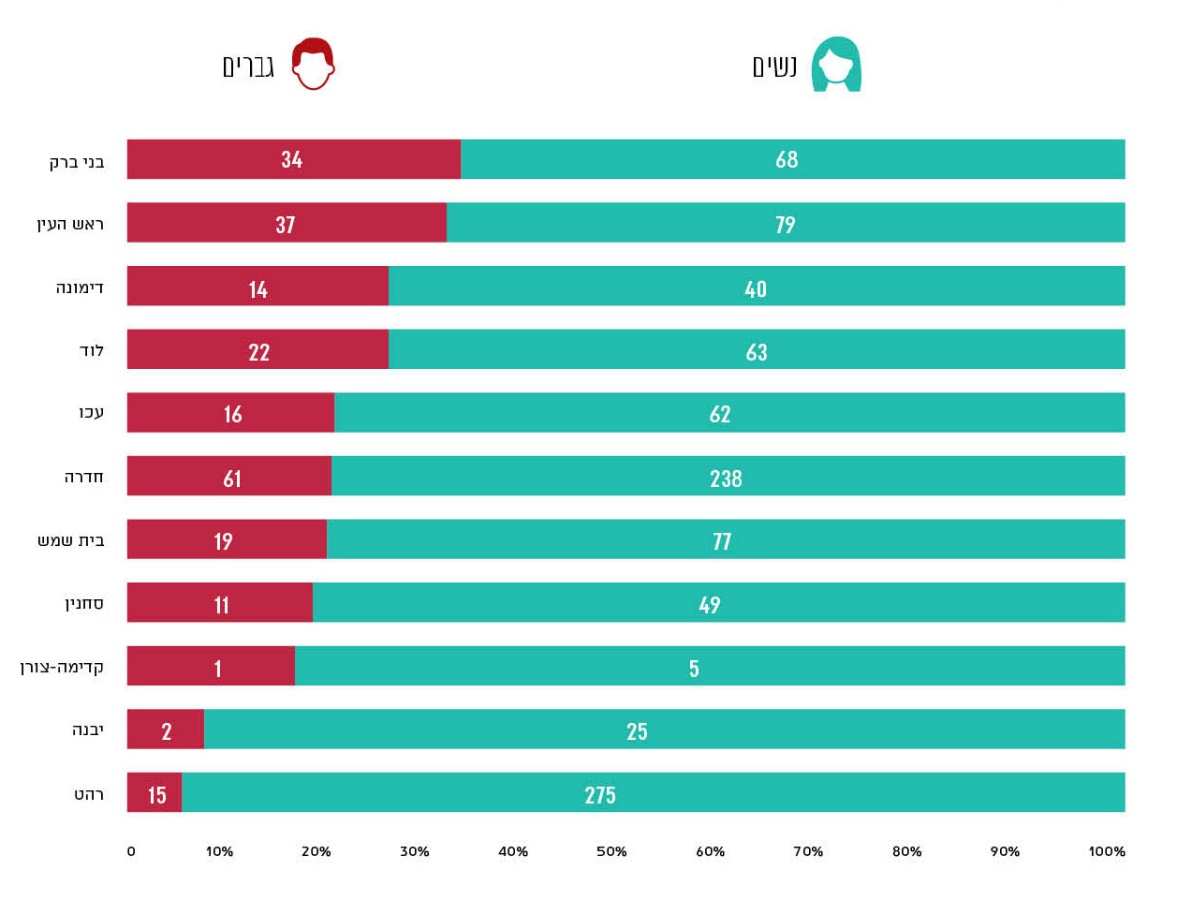 גברים נשים
בני ברק 34 68
ראש העין 37 79
דימונה 14 40
לוד 22 63
עכו 16 62
חדרה 61 238
בית שמש 19 77
סחנין 11 49
קדימה-צורן 1 5
יבנה 2 25
רהט 15 275
0 10% 20% 30% 40% 50% 60% 70% 80% 90% 100%